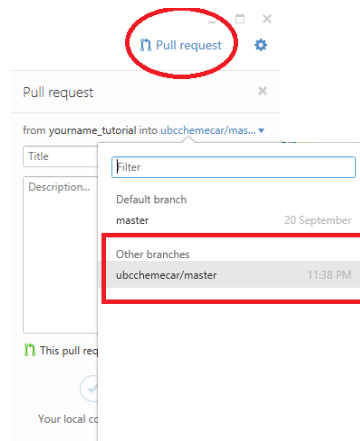 Pull request
Pull request
from yourname_tutorial into ubcchemecar/mas...
Title
Filter
Description...
Default branch
master 20 September
Other branches
ubcchemecar/master 11:38 PM
This pull req
Your local co